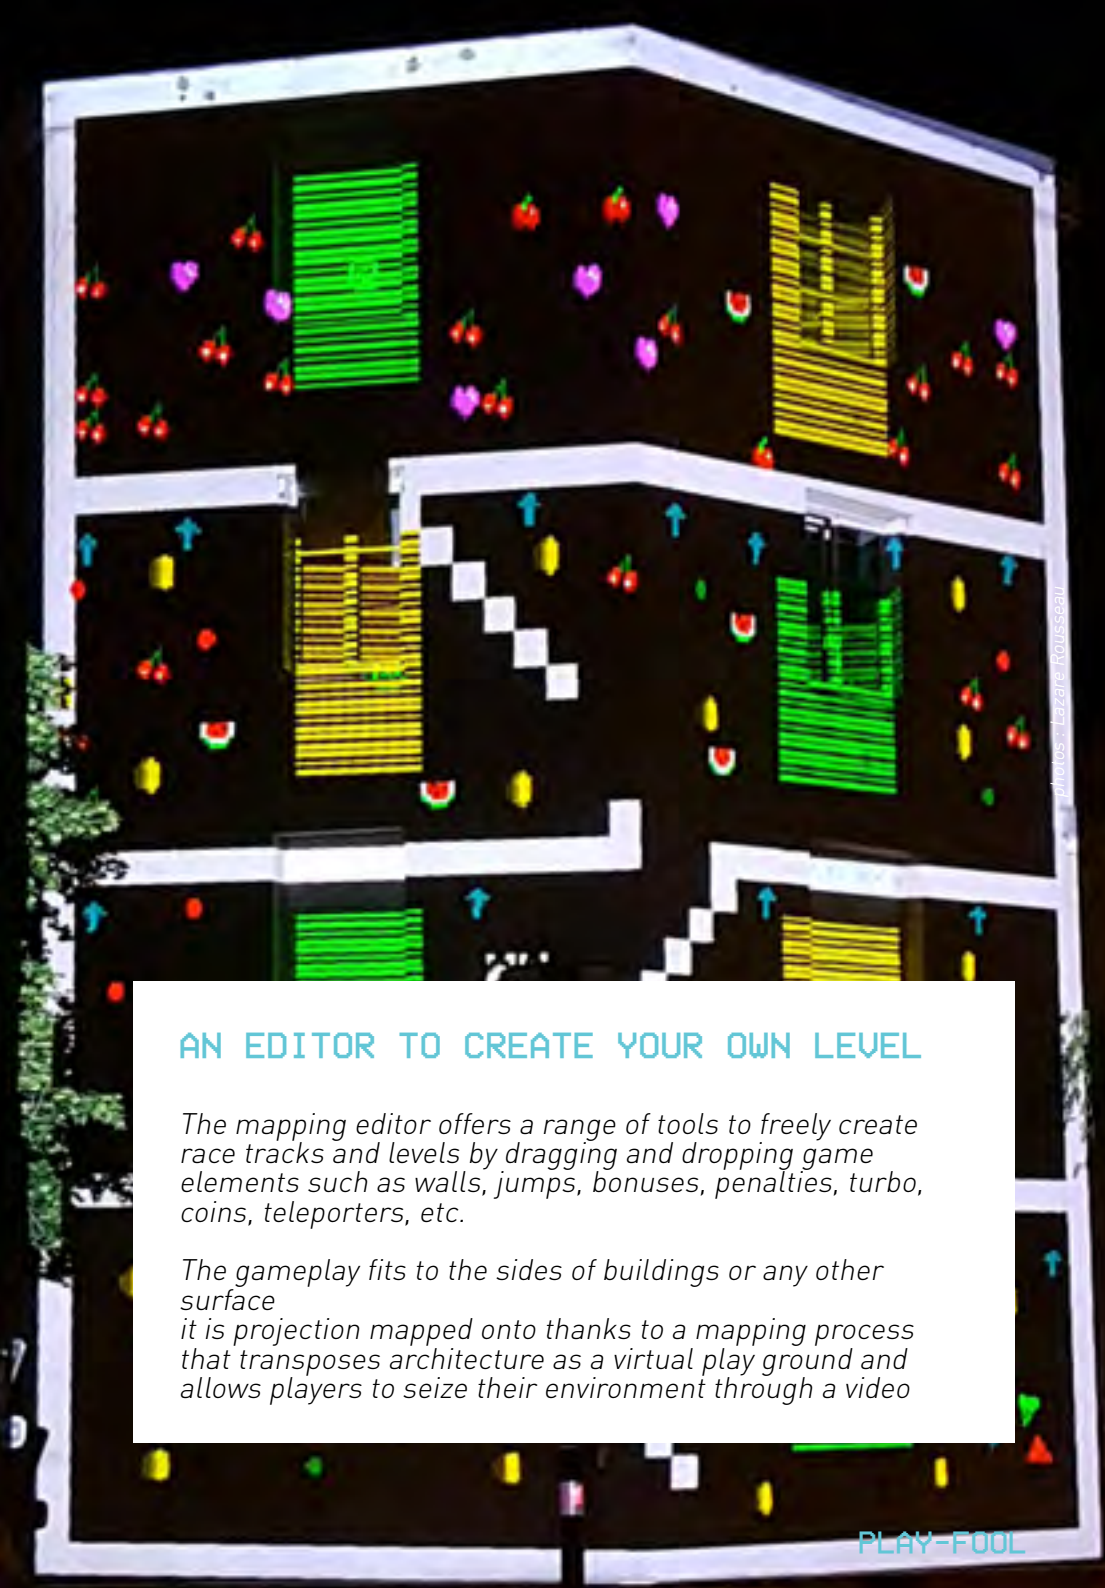 photos : Lazare Rousseau
AN EDITOR TO CREATE YOUR OWN LEVEL
The mapping editor offers a range of tools to freely create
race tracks and levels by dragging and dropping game
elements such as walls, jumps, bonuses, penalties, turbo,
coins, teleporters, etc.
The gameplay fits to the sides of buildings or any other
surface
it is projection mapped onto thanks to a mapping process
that transposes architecture as a virtual play ground and
allows players to seize their environment through a video
PLAY-FOOL